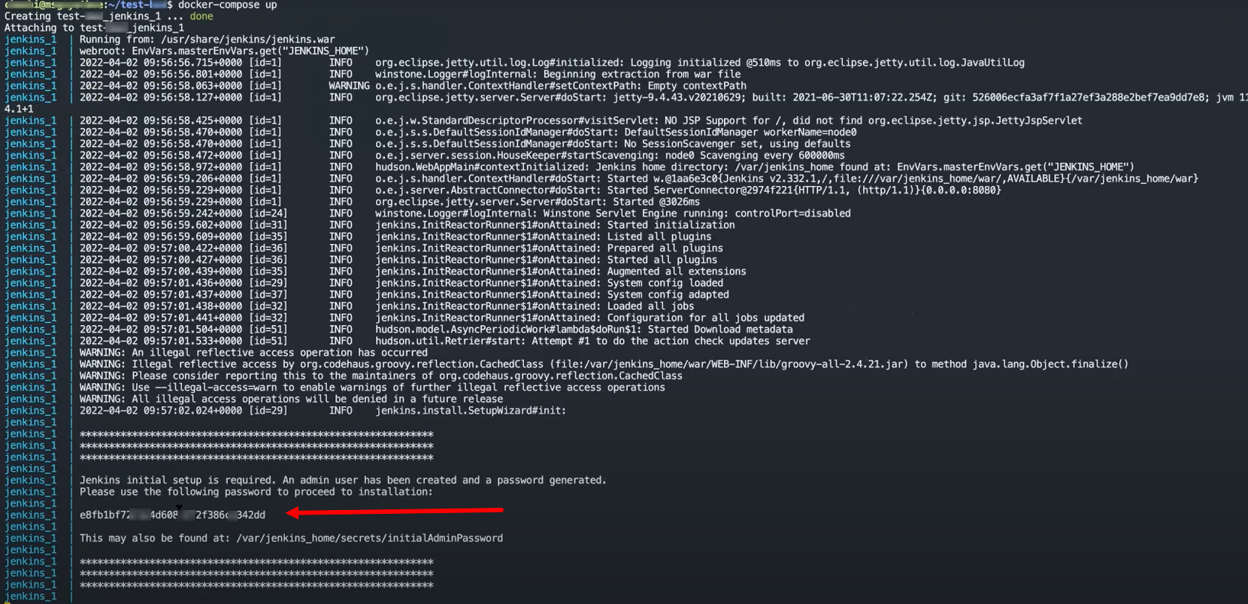 :~/test-$ docker-compose up
Creating test-_jenkins_1 ... done
Attaching to test-_jenkins_1
jenkins_1 | Running from: /usr/share/jenkins/jenkins.war
jenkins_1 | webroot: EnvVars.masterEnvVars.get("JENKINS_HOME")
jenkins_1 | 2022-04-02 09:56:56.715+0000 [id=1] INFO org.eclipse.jetty.util.log.Log#initialized: Logging initialized @510ms to org.eclipse.jetty.util.log.JavaUtilLog
jenkins_1 | 2022-04-02 09:56:56.801+0000 [id=1] INFO winstone.Logger#logInternal: Beginning extraction from war file
jenkins_1 | 2022-04-02 09:56:58.063+0000 [id=1] WARNING o.e.j.s.handler.ContextHandler#setContextPath: Empty contextPath
jenkins_1 | 2022-04-02 09:56:58.127+0000 [id=1] INFO org.eclipse.jetty.server.Server#doStart: jetty-9.4.43.v20210629; built: 2021-06-30T11:07:22.254Z; git: 526006ecfa3af7f1a27ef3a288e2bef7ea9dd7e8; jvm 11
4.1+1
jenkins_1 | 2022-04-02 09:56:58.425+0000 [id=1] INFO o.e.j.w.StandardDescriptorProcessor#visitServlet: NO JSP Support for /, did not find org.eclipse.jetty.jsp.JettyJspServlet
jenkins_1 | 2022-04-02 09:56:58.470+0000 [id=1] INFO o.e.j.s.s.DefaultSessionIdManager#doStart: DefaultSessionIdManager workerName=node0
jenkins_1 | 2022-04-02 09:56:58.470+0000 [id=1] INFO o.e.j.s.s.DefaultSessionIdManager#doStart: No SessionScavenger set, using defaults
jenkins_1 | 2022-04-02 09:56:58.472+0000 [id=1] INFO o.e.j.server.session.HouseKeeper#startScavenging: node0 Scavenging every 600000ms
jenkins_1 | 2022-04-02 09:56:58.972+0000 [id=1] INFO hudson.WebAppMain#contextInitialized: Jenkins home directory: /var/jenkins_home found at: EnvVars.masterEnvVars.get("JENKINS_HOME")
jenkins_1 | 2022-04-02 09:56:59.206+0000 [id=1] INFO o.e.j.s.handler.ContextHandler#doStart: Started w.@1aa6e3c0{Jenkins v2.332.1,/,file:///var/jenkins_home/war/,AVAILABLE}{/var/jenkins_home/war}
jenkins_1 | 2022-04-02 09:56:59.229+0000 [id=1] INFO o.e.j.server.AbstractConnector#doStart: Started ServerConnector@2974f221{HTTP/1.1, (http/1.1)}{0.0.0.0:8080}
jenkins_1 | 2022-04-02 09:56:59.229+0000 [id=1] INFO org.eclipse.jetty.server.Server#doStart: Started @3026ms
jenkins_1 | 2022-04-02 09:56:59.242+0000 [id=24] INFO winstone.Logger#logInternal: Winstone Servlet Engine running: controlPort=disabled
jenkins_1 | 2022-04-02 09:56:59.602+0000 [id=31] INFO jenkins.InitReactorRunner$1#onAttained: Started initialization
jenkins_1 | 2022-04-02 09:56:59.609+0000 [id=35] INFO jenkins.InitReactorRunner$1#onAttained: Listed all plugins
jenkins_1 | 2022-04-02 09:57:00.422+0000 [id=36] INFO jenkins.InitReactorRunner$1#onAttained: Prepared all plugins
jenkins_1 | 2022-04-02 09:57:00.427+0000 [id=36] INFO jenkins.InitReactorRunner$1#onAttained: Started all plugins
jenkins_1 | 2022-04-02 09:57:00.439+0000 [id=35] INFO jenkins.InitReactorRunner$1#onAttained: Augmented all extensions
jenkins_1 | 2022-04-02 09:57:01.436+0000 [id=29] INFO jenkins.InitReactorRunner$1#onAttained: System config loaded
jenkins_1 | 2022-04-02 09:57:01.437+0000 [id=37] INFO jenkins.InitReactorRunner$1#onAttained: System config adapted
jenkins_1 | 2022-04-02 09:57:01.438+0000 [id=32] INFO jenkins.InitReactorRunner$1#onAttained: Loaded all jobs
jenkins_1 | 2022-04-02 09:57:01.441+0000 [id=32] INFO jenkins.InitReactorRunner$1#onAttained: Configuration for all jobs updated
jenkins_1 | 2022-04-02 09:57:01.504+0000 [id=51] INFO hudson.model.AsyncPeriodicWork#lambda$doRun$1: Started Download metadata
jenkins_1 | 2022-04-02 09:57:01.533+0000 [id=51] INFO hudson.util.Retrier#start: Attempt #1 to do the action check updates server
jenkins_1 | WARNING: An illegal reflective access operation has occurred
jenkins_1 | WARNING: Illegal reflective access by org.codehaus.groovy.reflection.CachedClass (file:/var/jenkins_home/war/WEB-INF/lib/groovy-all-2.4.21.jar) to method java.lang.Object.finalize()
jenkins_1 | WARNING: Please consider reporting this to the maintainers of org.codehaus.groovy.reflection.CachedClass
jenkins_1 | WARNING: Use --illegal-access=warn to enable warnings of further illegal reflective access operations
jenkins_1 | WARNING: All illegal access operations will be denied in a future release
jenkins_1 | 2022-04-02 09:57:02.024+0000 [id=29] INFO jenkins.install.SetupWizard#init:
jenkins_1 |
jenkins_1 | *************************************************************
jenkins_1 | *************************************************************
jenkins_1 | *************************************************************
jenkins_1 |
jenkins_1 | Jenkins initial setup is required. An admin user has been created and a password generated.
jenkins_1 | Please use the following password to proceed to installation:
jenkins_1 |
jenkins_1 | e8fb1bf72 4d608 2f386 342dd
jenkins_1 |
jenkins_1 | This may also be found at: /var/jenkins_home/secrets/initialAdminPassword
jenkins_1 |
jenkins_1 | *************************************************************
jenkins_1 | *************************************************************
jenkins_1 | *************************************************************
jenkins_1 |